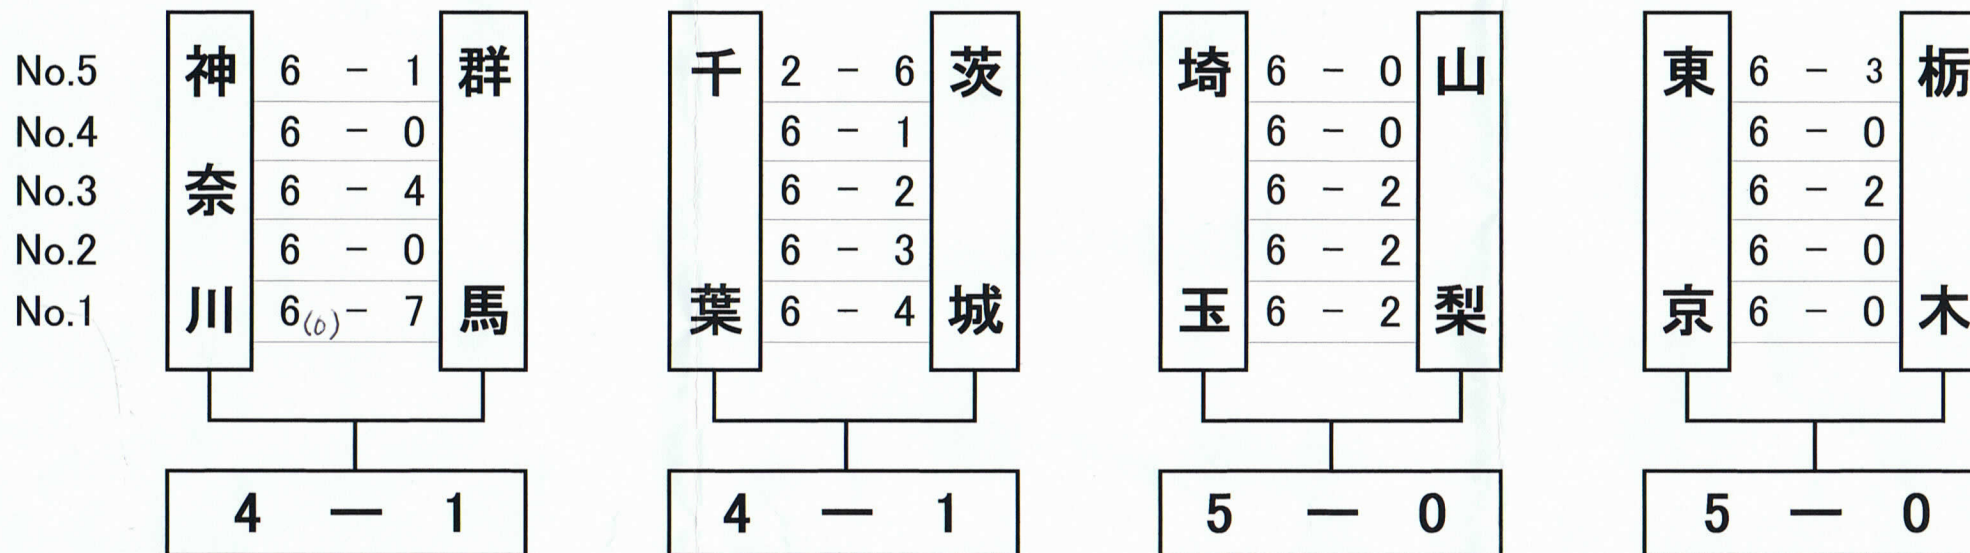 No.5 神 6 - 1 群 千 2 - 6 茨 埼 6 - 0 山 東 6 - 3 栃
No.4 6 - 0 6 - 1 6 - 0 6 - 0
No.3 奈 6 - 4 6 - 2 6 - 2 6 - 2
No.2 6 - 0 6 - 3 6 - 2 6 - 0
No.1 川 6(0) - 7 馬 葉 6 - 4 城 玉 6 - 2 梨 京 6 - 0 木
4 — 1 4 — 1 5 — 0 5 — 0